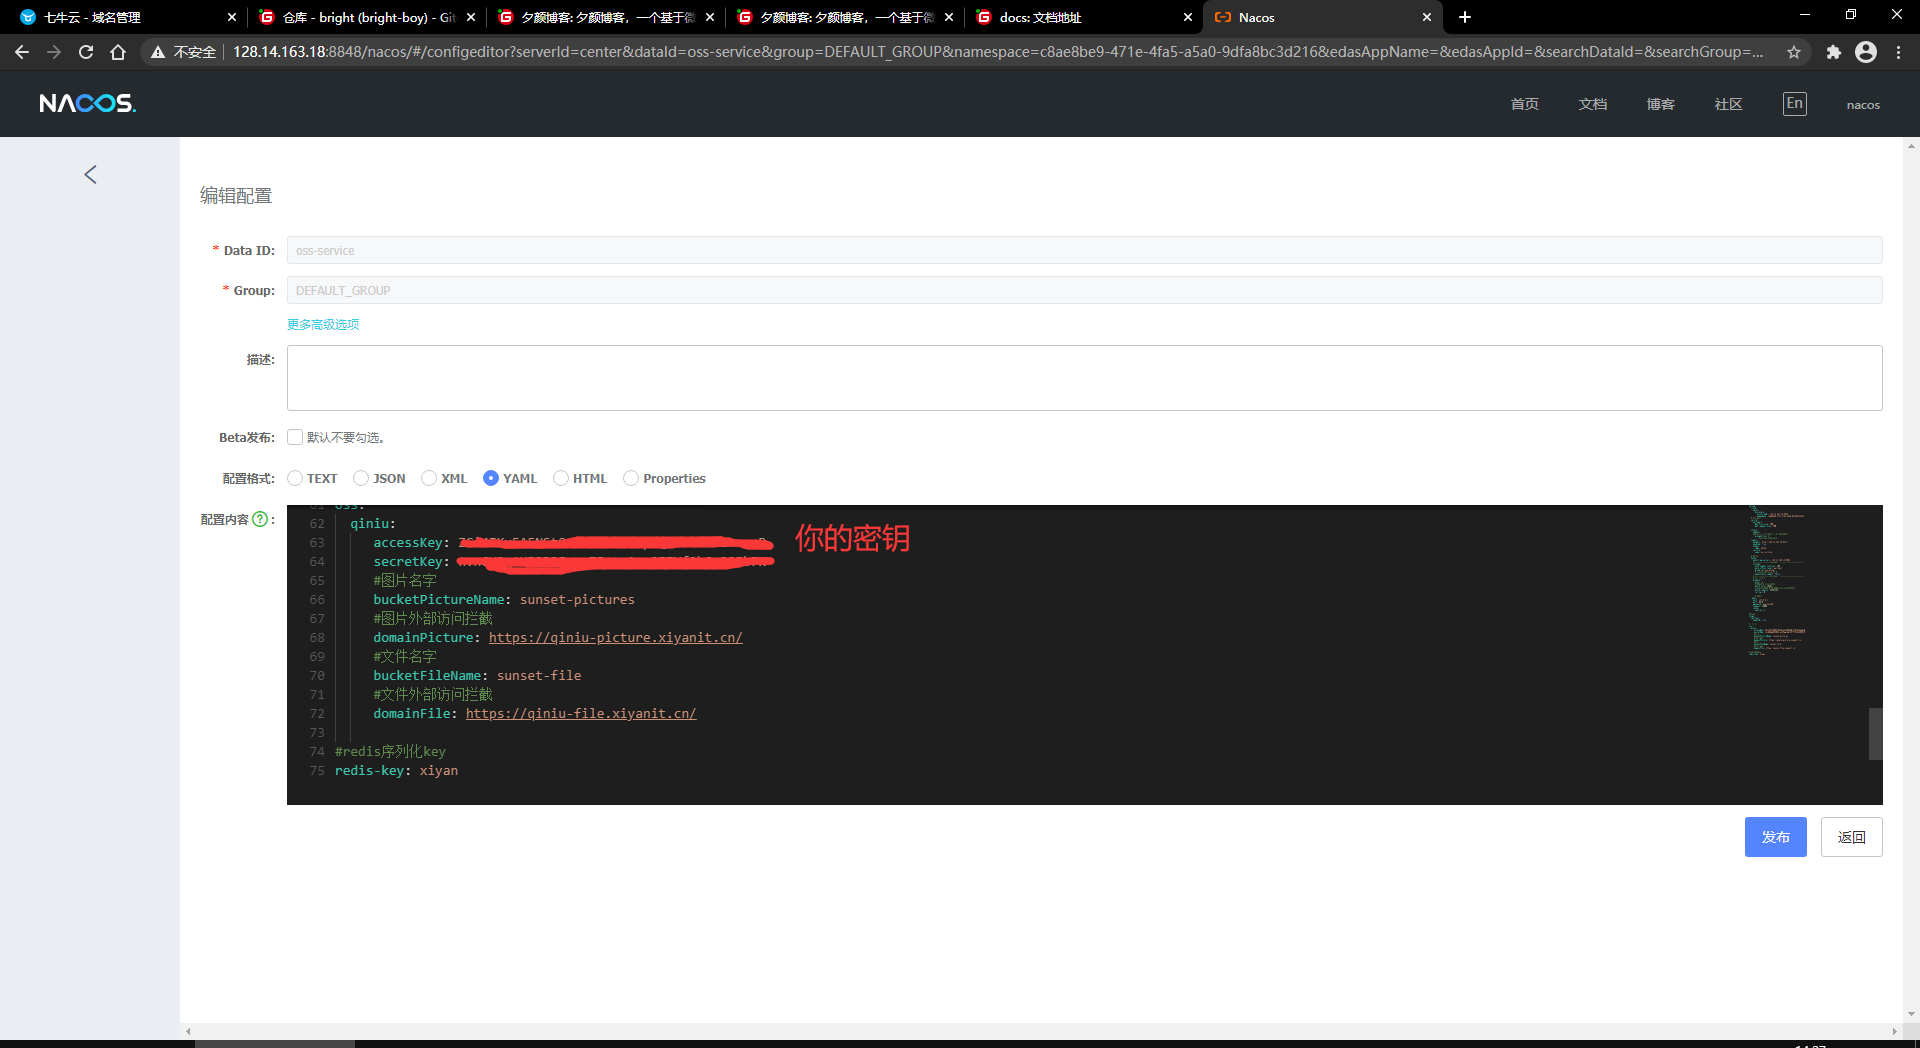 七牛云 - 域名管理
仓库 - bright (bright-boy) - Git
夕颜博客: 夕颜博客，一个基于微
夕颜博客: 夕颜博客，一个基于微
docs: 文档地址
Nacos
不安全
128.14.163.18:8848/nacos/#/configeditor?serverId=center&dataId=oss-service&group=DEFAULT_GROUP&namespace=c8ae8be9-471e-4fa5-a5a0-9dfa8bc3d216&edasAppName=&edasAppId=&searchDataId=&searchGroup=...
NACOS.
首页
文档
博客
社区
En
nacos
编辑配置
* Data ID:
oss-service
* Group:
DEFAULT_GROUP
更多高级选项
描述:
Beta发布:
默认不要勾选。
配置格式:
TEXT
JSON
XML
YAML
HTML
Properties
配置内容 ? :
61 oss:
62 qiniu:
63 accessKey:
你的密钥
64 secretKey:
65 #图片名字
66 bucketPictureName: sunset-pictures
67 #图片外部访问拦截
68 domainPicture: https://qiniu-picture.xiyanit.cn/
69 #文件名字
70 bucketFileName: sunset-file
71 #文件外部访问拦截
72 domainFile: https://qiniu-file.xiyanit.cn/
73
74 #redis序列化key
75 redis-key: xiyan
发布
返回